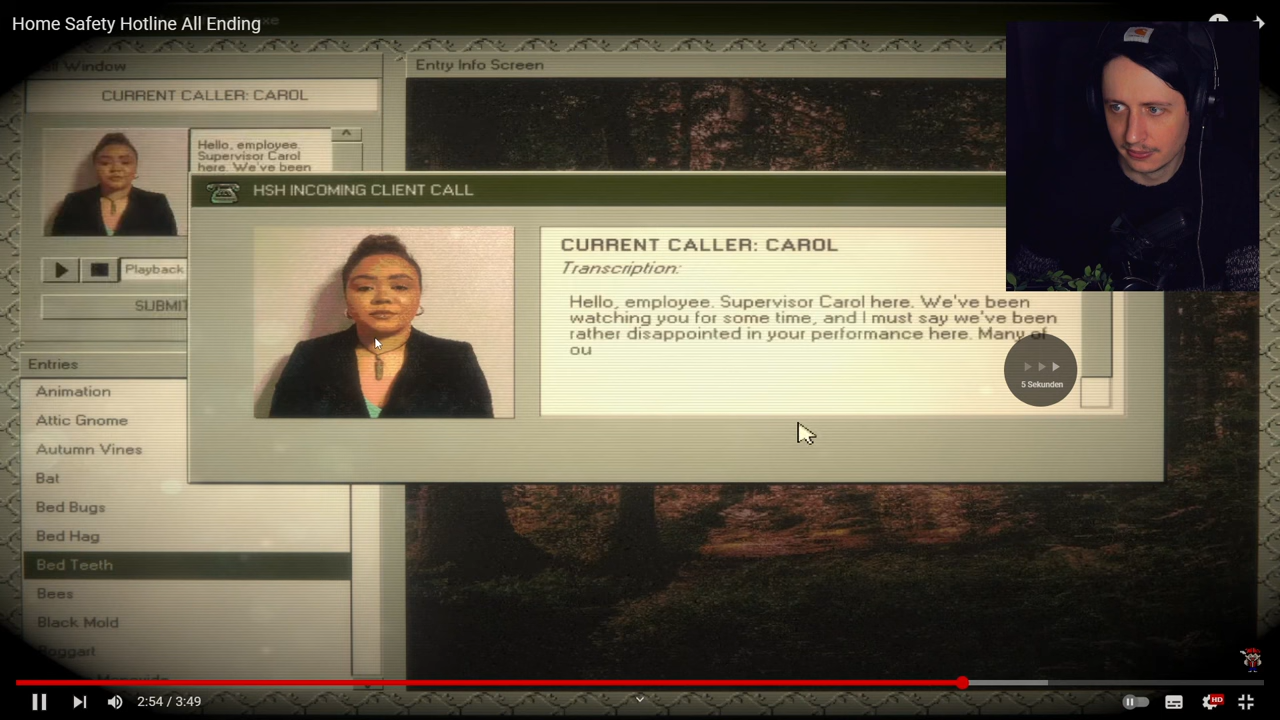 Home Safety Hotline All Ending
Window
Entry Info Screen
CURRENT CALLER: CAROL
Hello, employee.
Supervisor Carol
here. We've been
HSH INCOMING CLIENT CALL
CURRENT CALLER: CAROL
Transcription:
Hello, employee. Supervisor Carol here. We've been
watching you for some time, and I must say we've been
rather disappointed in your performance here. Many of
ou
Playback
SUBMIT
5 Sekunden
Entries
Animation
Attic Gnome
Autumn Vines
Bat
Bed Bugs
Bed Hag
Bed Teeth
Bees
Black Mold
Boggart
2:54 / 3:49
HD